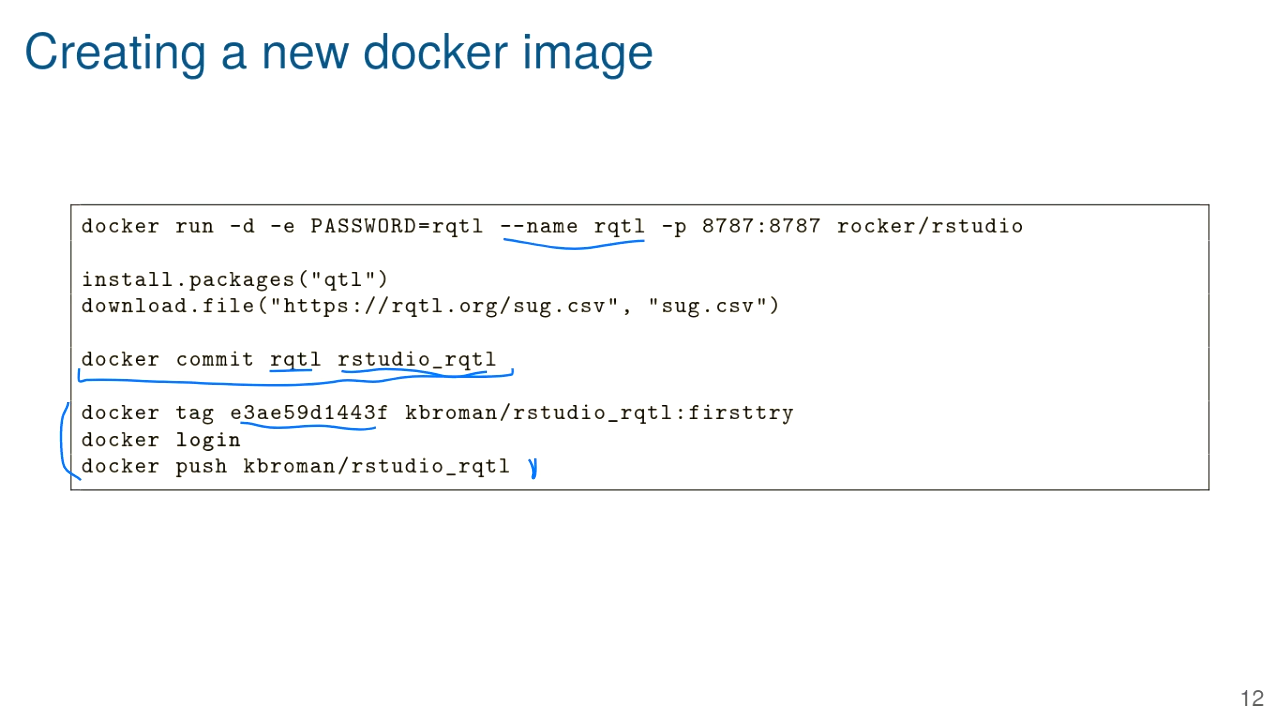 Creating a new docker image
docker run -d -e PASSWORD=rqtl --name rqtl -p 8787:8787 rocker/rstudio
install.packages("qtl")
download.file("https://rqtl.org/sug.csv", "sug.csv")
docker commit rqtl rstudio_rqtl
docker tag e3ae59d1443f kbroman/rstudio_rqtl:firsttry
docker login
docker push kbroman/rstudio_rqtl
12